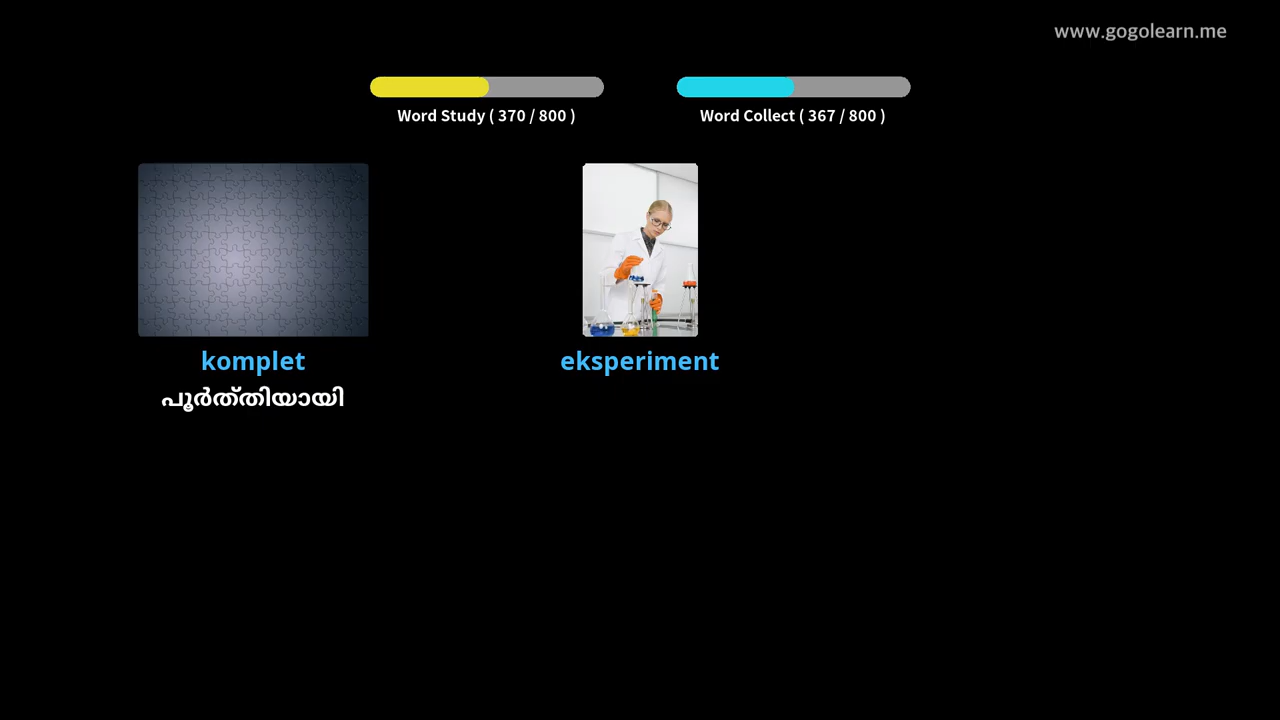 www.gogolearn.me
Word Study ( 370 / 800 )
Word Collect ( 367 / 800 )
komplet
eksperiment
പൂർത്തിയായി